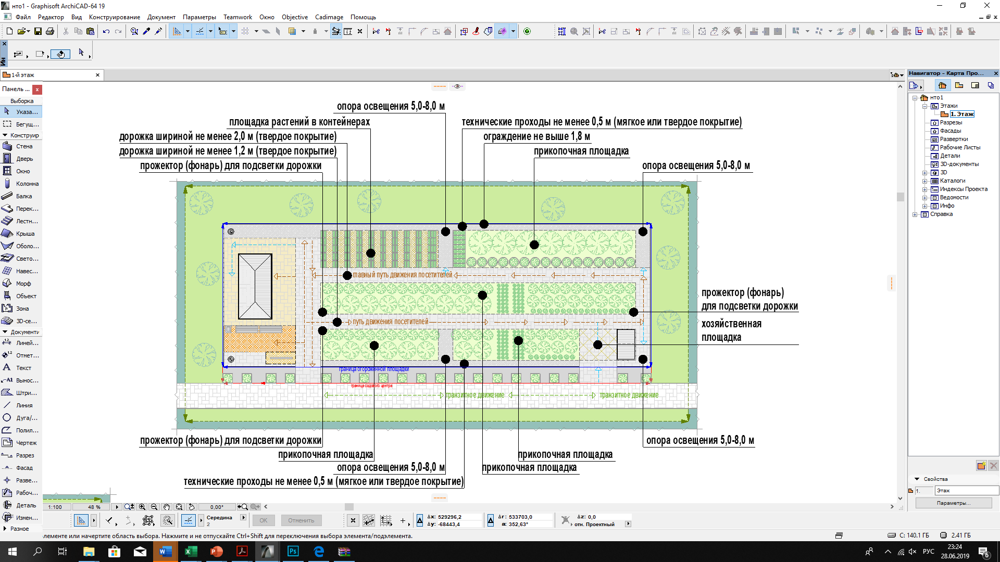 нто1 - Graphisoft ArchiCAD-64 19
Файл Редактор Вид Конструирование Документ Параметры Teamwork Окно Objective Cadimage Помощь
Ин
1-й этаж
Панель ...
Выборка
Указа...
Бегущ...
Конструир
Стена
Дверь
Окно
Колонна
Балка
Перек...
Лестн...
Крыша
Оболо...
Свето...
Навес...
Морф
Объект
Зона
3D-се...
Документи
Линей...
Отмет...
Текст
Вынос...
Штри...
Линия
Дуга/...
Полил...
Чертеж
Разрез
Фасад
Разве...
Рабоч...
Деталь
Измен...
Разное
опора освещения 5,0-8,0 м
площадка растений в контейнерах
технические проходы не менее 0,5 м (мягкое или твердое покрытие)
дорожка шириной не менее 2,0 м (твердое покрытие)
ограждение не выше 1,8 м
дорожка шириной не менее 1,2 м (твердое покрытие)
прикопочная площадка
прожектор (фонарь) для подсветки дорожки
опора освещения 5,0-8,0 м
главный путь движения посетителей
прожектор (фонарь)
для подсветки дорожки
путь движения посетителей
хозяйственная
площадка
граница огороженной площадки
граница садового центра
транзитное движение
транзитное движение
прожектор (фонарь) для подсветки дорожки
опора освещения 5,0-8,0 м
прикопочная площадка
прикопочная площадка
опора освещения 5,0-8,0 м
прикопочная площадка
технические проходы не менее 0,5 м (мягкое или твердое покрытие)
Навигатор - Карта Про...
нто1
Этажи
1. Этаж
Разрезы
Фасады
Развертки
Рабочие Листы
Детали
3D-документы
3D
Каталоги
Индексы Проекта
Ведомости
Инфо
Справка
Свойства
1. Этаж
Параметры...
1:100 48 % 0,00°
Середина
2
OK Отменить
Δx: 529296,2
Δy: -68443,4
Δr: 533703,0
a: 352,63°
Δz: 0,0
отн. Проектный
элементе или начертите область выбора. Нажмите и не отпускайте Ctrl+Shift для переключения выбора элемента/подэлемента.
C: 140.1 ГБ 2.41 ГБ
РУС
23:24
28.06.2019
6